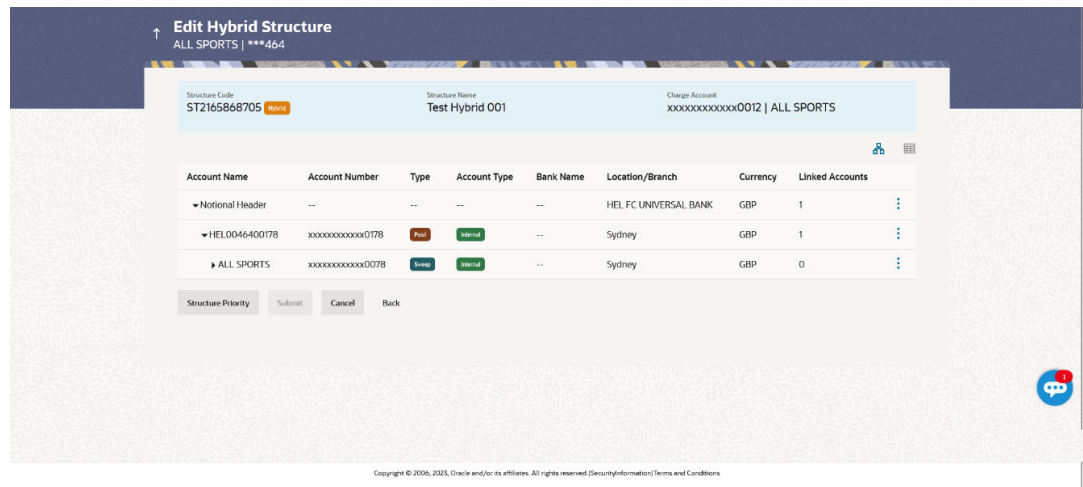 Edit Hybrid Structure
ALL SPORTS | ***464
Structure Code Structure Name Charge Account
ST2165868705 Hybrid Test Hybrid 001 xxxxxxxxxxxx0012 | ALL SPORTS
Account Name Account Number Type Account Type Bank Name Location/Branch Currency Linked Accounts
Notional Header -- -- -- -- HEL FC UNIVERSAL BANK GBP 1
HEL0046400178 xxxxxxxxxxxx0178 Pool Internal -- Sydney GBP 1
ALL SPORTS xxxxxxxxxxxx0078 Sweep Internal -- Sydney GBP 0
Structure Priority Submit Cancel Back
1
Copyright © 2006, 2023, Oracle and/or its affiliates. All rights reserved.|SecurityInformation|Terms and Conditions